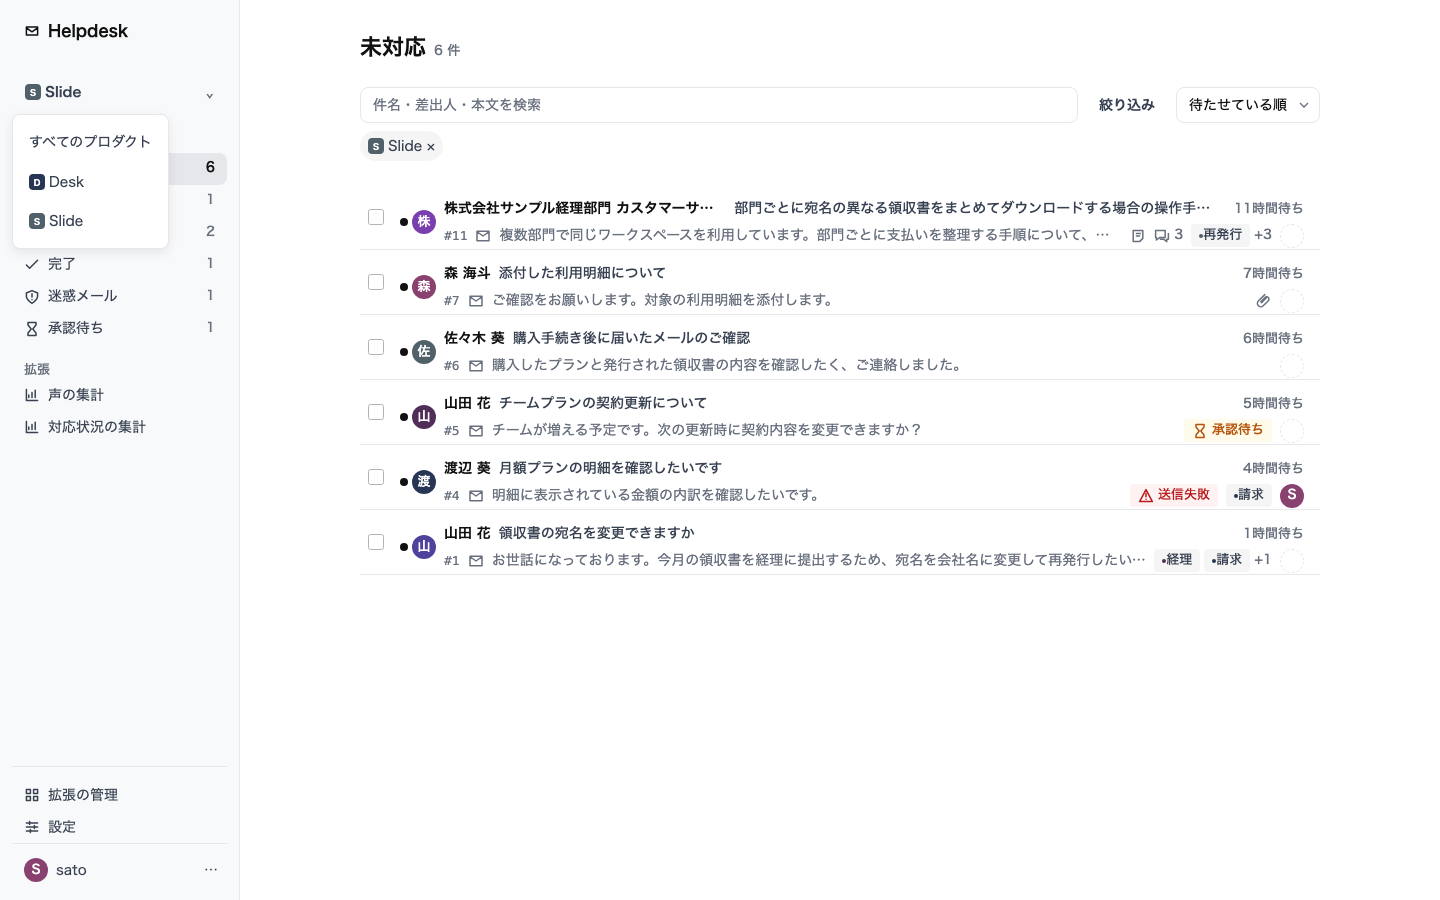 Helpdesk
S Slide
すべてのプロダクト
D Desk
S Slide
6
1
2
完了 1
迷惑メール 1
承認待ち 1
拡張
声の集計
対応状況の集計
拡張の管理
設定
S sato …
未対応 6 件
件名・差出人・本文を検索 絞り込み 待たせている順
S Slide ×
株 株式会社サンプル経理部門 カスタマーサ… 部門ごとに宛名の異なる領収書をまとめてダウンロードする場合の操作手… 11時間待ち
#11 複数部門で同じワークスペースを利用しています。部門ごとに支払いを整理する手順について、… 3 •再発行 +3
森 森 海斗 添付した利用明細について 7時間待ち
#7 ご確認をお願いします。対象の利用明細を添付します。
佐 佐々木 葵 購入手続き後に届いたメールのご確認 6時間待ち
#6 購入したプランと発行された領収書の内容を確認したく、ご連絡しました。
山 山田 花 チームプランの契約更新について 5時間待ち
#5 チームが増える予定です。次の更新時に契約内容を変更できますか？ 承認待ち
渡 渡辺 葵 月額プランの明細を確認したいです 4時間待ち
#4 明細に表示されている金額の内訳を確認したいです。 送信失敗 •請求 S
山 山田 花 領収書の宛名を変更できますか 1時間待ち
#1 お世話になっております。今月の領収書を経理に提出するため、宛名を会社名に変更して再発行したい… •経理 •請求 +1